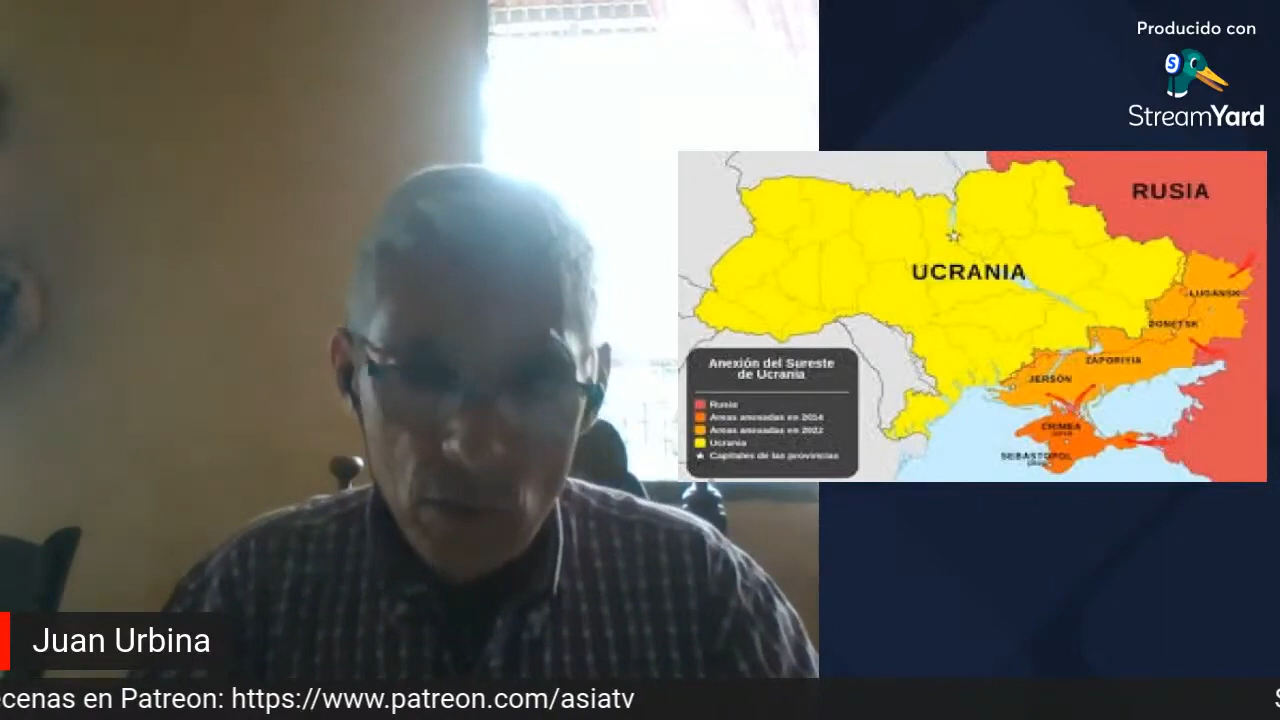 Producido con
StreamYard
RUSIA
UCRANIA
LUGANSK
DONETSK
ZAPORIYIA
JERSON
CRIMEA
SEBASTOPOL
Anexión del Sureste
de Ucrania
Rusia
Áreas anexadas en 2014
Áreas anexadas en 2022
Ucrania
Capitales de las provincias
Juan Urbina
ecenas en Patreon: https://www.patreon.com/asiatv
S